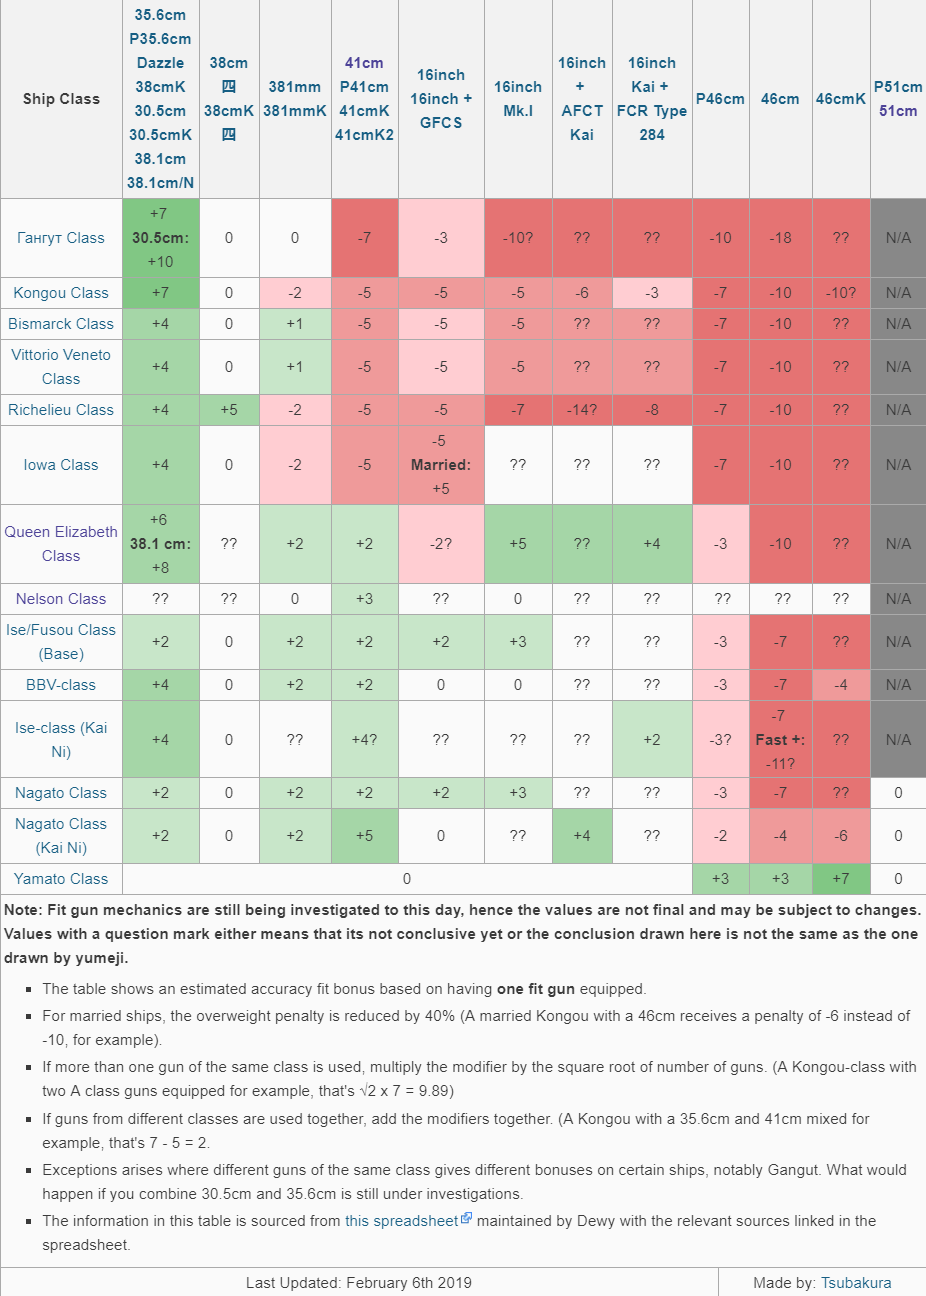 Ship Class
35.6cm
P35.6cm
Dazzle
38cmK
30.5cm
30.5cmK
38.1cm
38.1cm/N
38cm
四
38cmK
四
381mm
381mmK
41cm
P41cm
41cmK
41cmK2
16inch
16inch +
GFCS
16inch
Mk.I
16inch
+
AFCT
Kai
16inch
Kai +
FCR Type
284
P46cm
46cm
46cmK
P51cm
51cm
Гангут Class
+7
30.5cm:
+10
0 0 -7 -3 -10? ?? ?? -10 -18 ?? N/A
Kongou Class +7 0 -2 -5 -5 -5 -6 -3 -7 -10 -10? N/A
Bismarck Class +4 0 +1 -5 -5 -5 ?? ?? -7 -10 ?? N/A
Vittorio Veneto
Class
+4 0 +1 -5 -5 -5 ?? ?? -7 -10 ?? N/A
Richelieu Class +4 +5 -2 -5 -5 -7 -14? -8 -7 -10 ?? N/A
Iowa Class +4 0 -2 -5
-5
Married:
+5
?? ?? ?? -7 -10 ?? N/A
Queen Elizabeth
Class
+6
38.1 cm:
+8
?? +2 +2 -2? +5 ?? +4 -3 -10 ?? N/A
Nelson Class ?? ?? 0 +3 ?? 0 ?? ?? ?? ?? ?? N/A
Ise/Fusou Class
(Base)
+2 0 +2 +2 +2 +3 ?? ?? -3 -7 ?? N/A
BBV-class +4 0 +2 +2 0 0 ?? ?? -3 -7 -4 N/A
Ise-class (Kai
Ni)
+4 0 ?? +4? ?? ?? ?? +2 -3?
-7
Fast +:
-11?
?? N/A
Nagato Class +2 0 +2 +2 +2 +3 ?? ?? -3 -7 ?? 0
Nagato Class
(Kai Ni)
+2 0 +2 +5 0 ?? +4 ?? -2 -4 -6 0
Yamato Class 0 +3 +3 +7 0
Note: Fit gun mechanics are still being investigated to this day, hence the values are not final and may be subject to changes.
Values with a question mark either means that its not conclusive yet or the conclusion drawn here is not the same as the one
drawn by yumeji.
The table shows an estimated accuracy fit bonus based on having one fit gun equipped.
For married ships, the overweight penalty is reduced by 40% (A married Kongou with a 46cm receives a penalty of -6 instead of
-10, for example).
If more than one gun of the same class is used, multiply the modifier by the square root of number of guns. (A Kongou-class with
two A class guns equipped for example, that's √2 x 7 = 9.89)
If guns from different classes are used together, add the modifiers together. (A Kongou with a 35.6cm and 41cm mixed for
example, that's 7 - 5 = 2.
Exceptions arises where different guns of the same class gives different bonuses on certain ships, notably Gangut. What would
happen if you combine 30.5cm and 35.6cm is still under investigations.
The information in this table is sourced from this spreadsheet maintained by Dewy with the relevant sources linked in the
spreadsheet.
Last Updated: February 6th 2019
Made by: Tsubakura